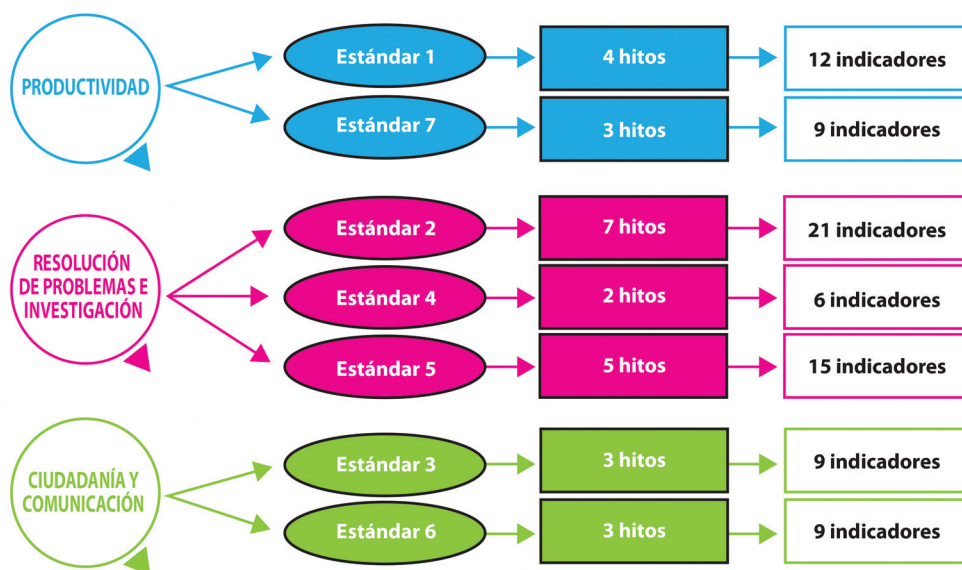 PRODUCTIVIDAD
Estándar 1
4 hitos
12 indicadores
Estándar 7
3 hitos
9 indicadores
RESOLUCIÓN
DE PROBLEMAS E
INVESTIGACIÓN
Estándar 2
7 hitos
21 indicadores
Estándar 4
2 hitos
6 indicadores
Estándar 5
5 hitos
15 indicadores
CIUDADANÍA Y
COMUNICACIÓN
Estándar 3
3 hitos
9 indicadores
Estándar 6
3 hitos
9 indicadores